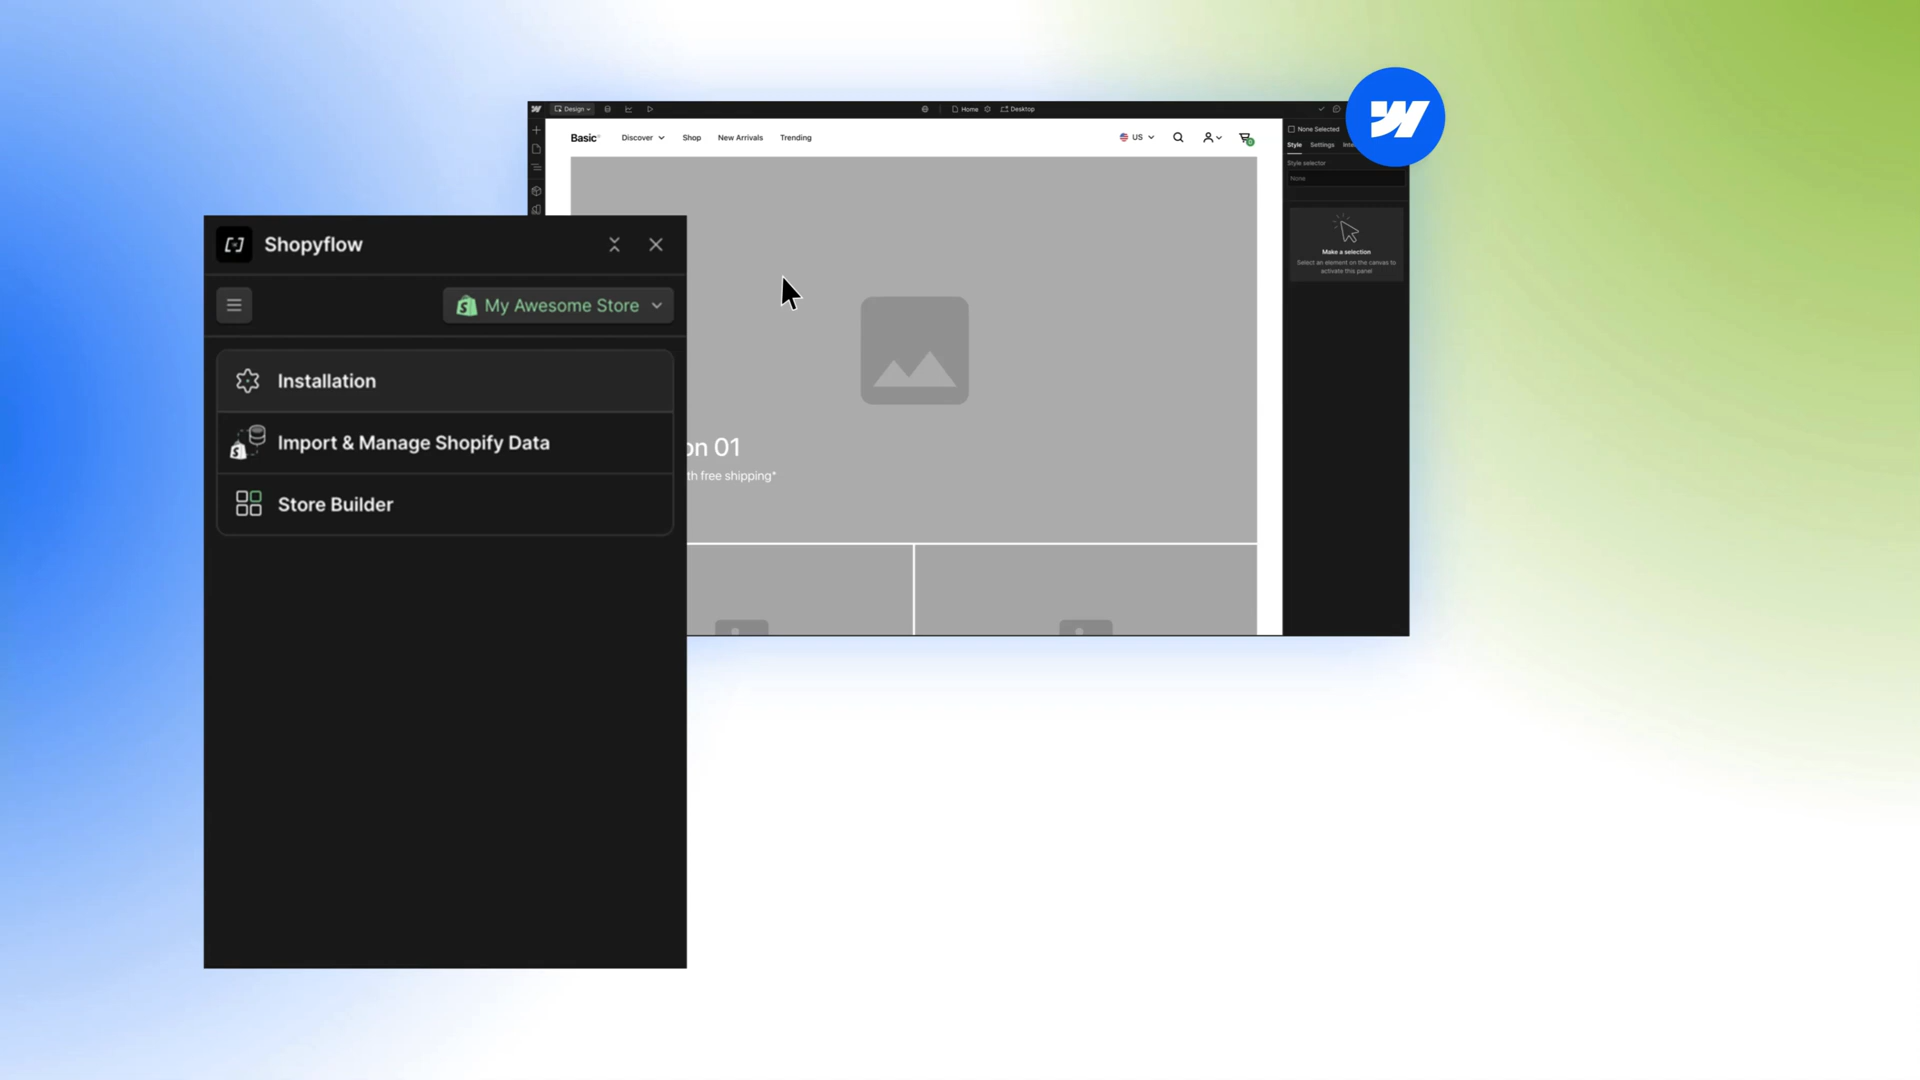 Design
Home
Desktop
Basic
Discover
Shop
New Arrivals
Trending
US
0
None Selected
Style
Settings
Style selector
None
Make a selection
Select an element on the canvas to
activate this panel
Shopyflow
My Awesome Store
Installation
Import & Manage Shopify Data
Store Builder
on 01
th free shipping*